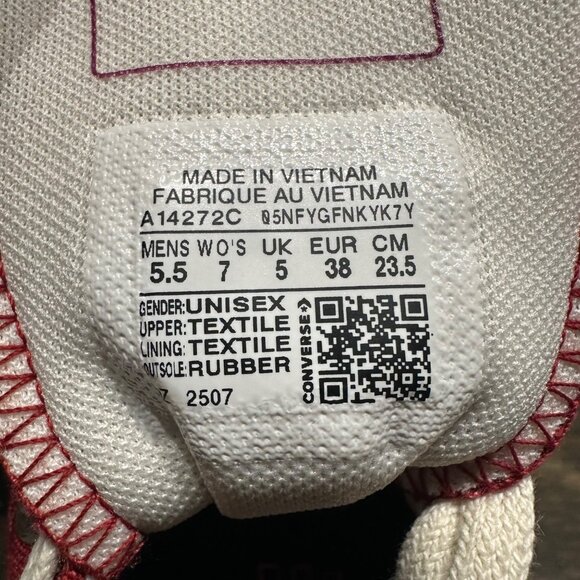 MADE IN VIETNAM
FABRIQUE AU VIETNAM
A14272C Q5NFYGFNKYK7Y
MENS WO'S UK EUR CM
5.5 7 5 38 23.5
GENDER: UNISEX
UPPER: TEXTILE
LINING: TEXTILE
OUTSOLE: RUBBER
2507
CONVERSE